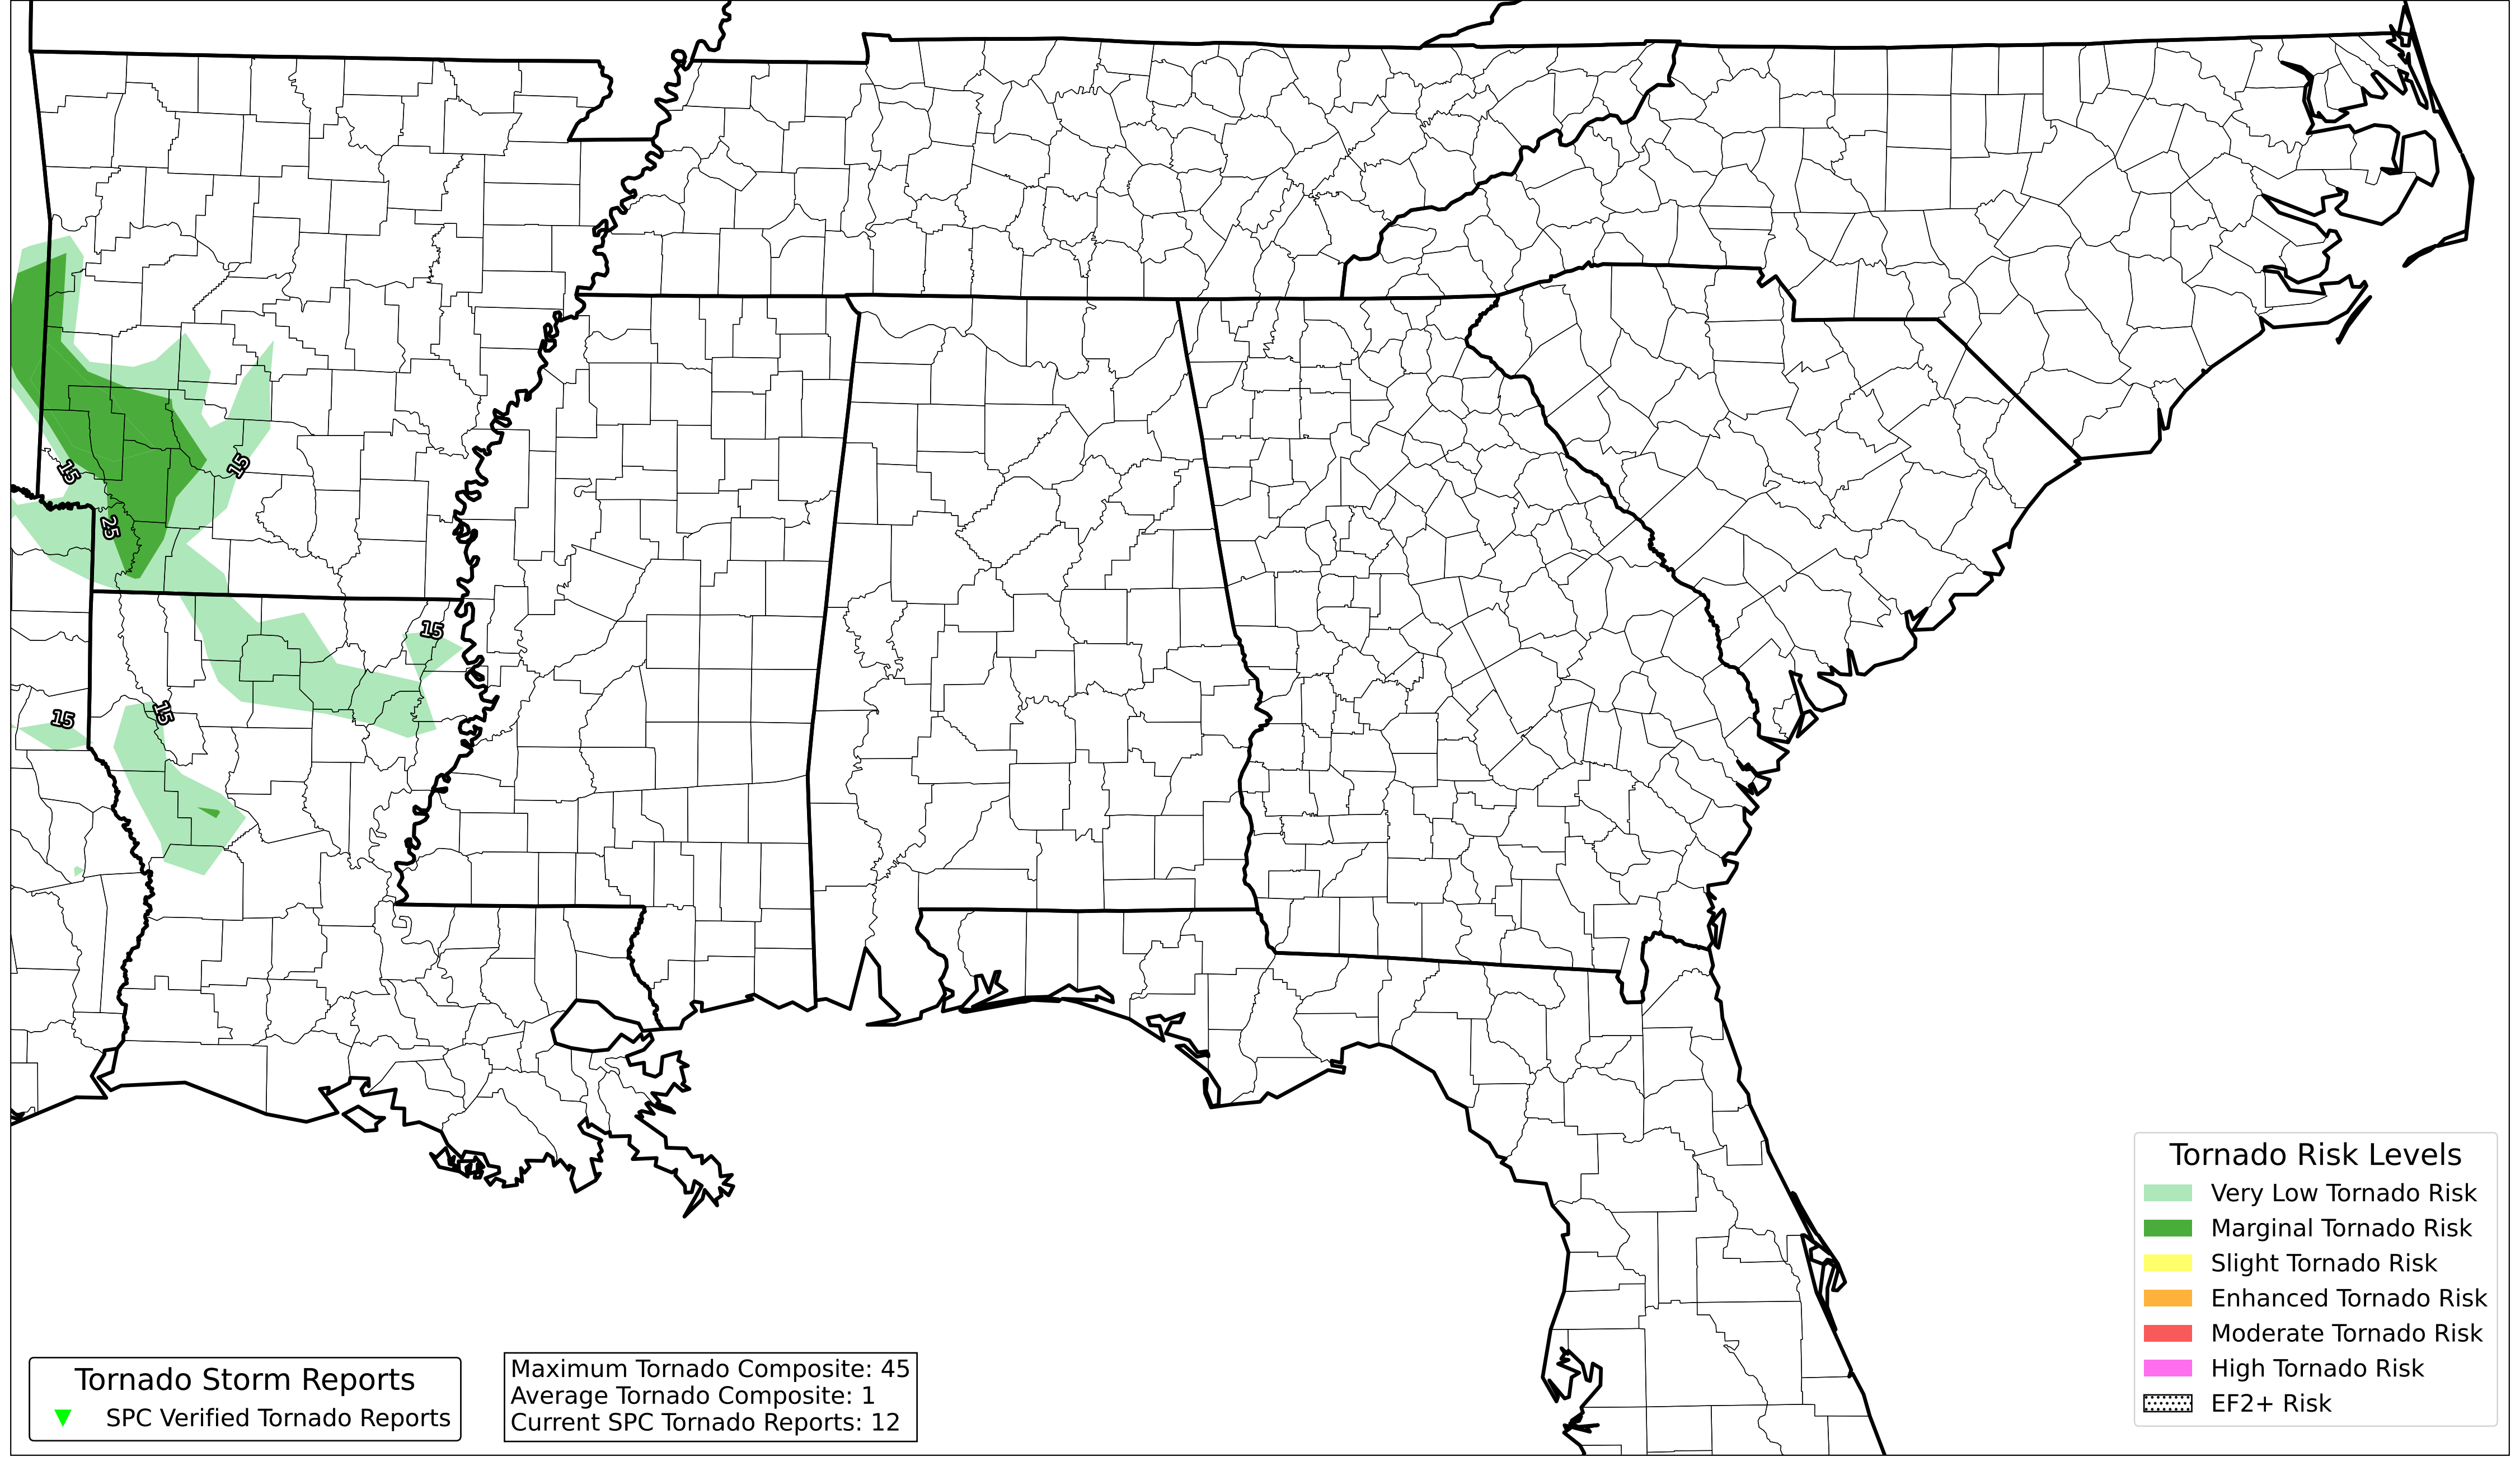 15
15
25
15
15
15
Tornado Risk Levels
Very Low Tornado Risk
Marginal Tornado Risk
Slight Tornado Risk
Enhanced Tornado Risk
Moderate Tornado Risk
High Tornado Risk
EF2+ Risk
Tornado Storm Reports
SPC Verified Tornado Reports
Maximum Tornado Composite: 45
Average Tornado Composite: 1
Current SPC Tornado Reports: 12